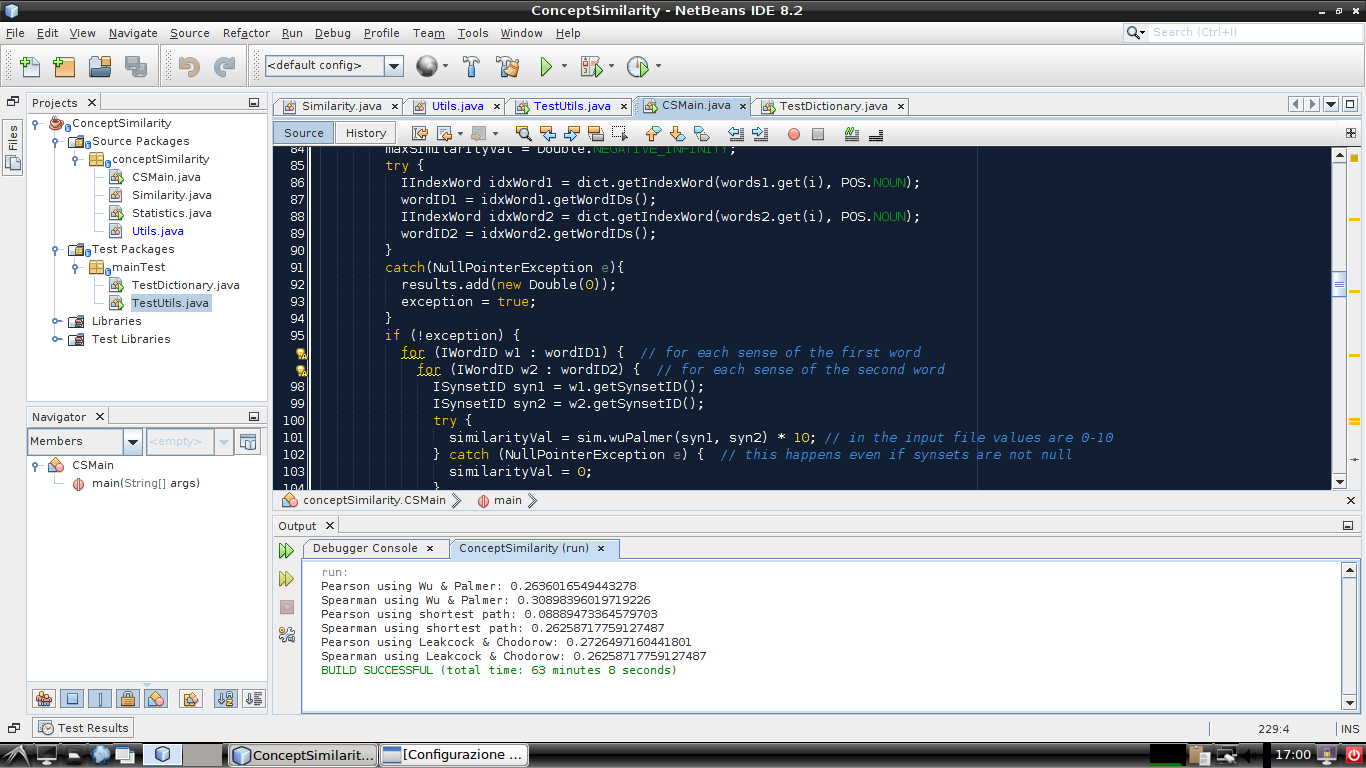 ConceptSimilarity - NetBeans IDE 8.2
File Edit View Navigate Source Refactor Run Debug Profile Team Tools Window Help
Search (Ctrl+I)
<default config>
Projects
Similarity.java Utils.java TestUtils.java CSMain.java TestDictionary.java
Files
ConceptSimilarity
Source Packages
conceptSimilarity
CSMain.java
Similarity.java
Statistics.java
Utils.java
Test Packages
mainTest
TestDictionary.java
TestUtils.java
Libraries
Test Libraries
Source History
84 maxSimilarityVal = Double.NEGATIVE_INFINITY;
85 try {
86 IIndexWord idxWord1 = dict.getIndexWord(words1.get(i), POS.NOUN);
87 wordID1 = idxWord1.getWordIDs();
88 IIndexWord idxWord2 = dict.getIndexWord(words2.get(i), POS.NOUN);
89 wordID2 = idxWord2.getWordIDs();
90 }
91 catch(NullPointerException e){
92 results.add(new Double(0));
93 exception = true;
94 }
95 if (!exception) {
for (IWordID w1 : wordID1) { // for each sense of the first word
for (IWordID w2 : wordID2) { // for each sense of the second word
98 ISynsetID syn1 = w1.getSynsetID();
99 ISynsetID syn2 = w2.getSynsetID();
100 try {
101 similarityVal = sim.wuPalmer(syn1, syn2) * 10; // in the input file values are 0-10
102 } catch (NullPointerException e) { // this happens even if synsets are not null
103 similarityVal = 0;
104 }
conceptSimilarity.CSMain main
Navigator
Members <empty>
CSMain
main(String[] args)
Output
Debugger Console ConceptSimilarity (run)
run:
Pearson using Wu & Palmer: 0.2636016549443278
Spearman using Wu & Palmer: 0.30898396019719226
Pearson using shortest path: 0.08889473364579703
Spearman using shortest path: 0.26258717759127487
Pearson using Leakcock & Chodorow: 0.2726497160441801
Spearman using Leakcock & Chodorow: 0.26258717759127487
BUILD SUCCESSFUL (total time: 63 minutes 8 seconds)
Test Results
229:4 INS
ConceptSimilarit... [Configurazione ... 17:00